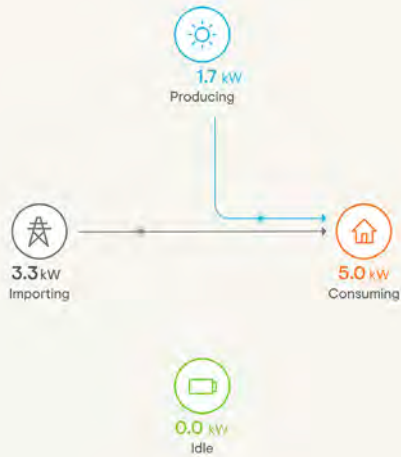 1.7 kW
Producing
3.3 kW
Importing
5.0 kW
Consuming
0.0 kW
Idle